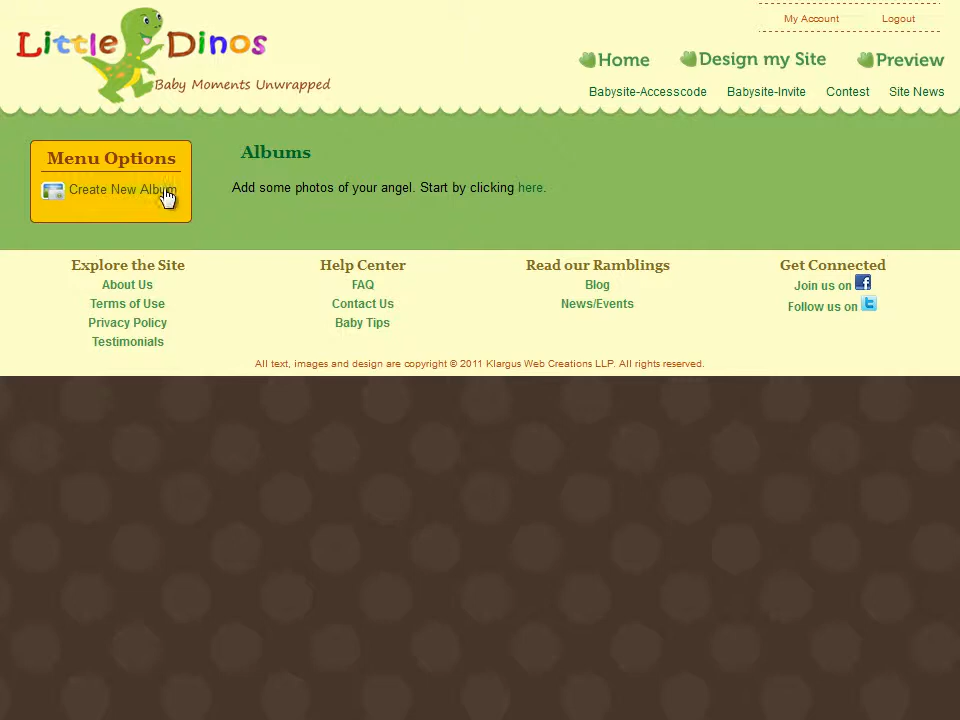 My Account Logout
Little Dinos
Baby Moments Unwrapped
Home Design my Site Preview
Babysite-Accesscode Babysite-Invite Contest Site News
Menu Options
Create New Album
Albums
Add some photos of your angel. Start by clicking here.
Explore the Site
About Us
Terms of Use
Privacy Policy
Testimonials
Help Center
FAQ
Contact Us
Baby Tips
Read our Ramblings
Blog
News/Events
Get Connected
Join us on
Follow us on
All text, images and design are copyright © 2011 Klargus Web Creations LLP. All rights reserved.